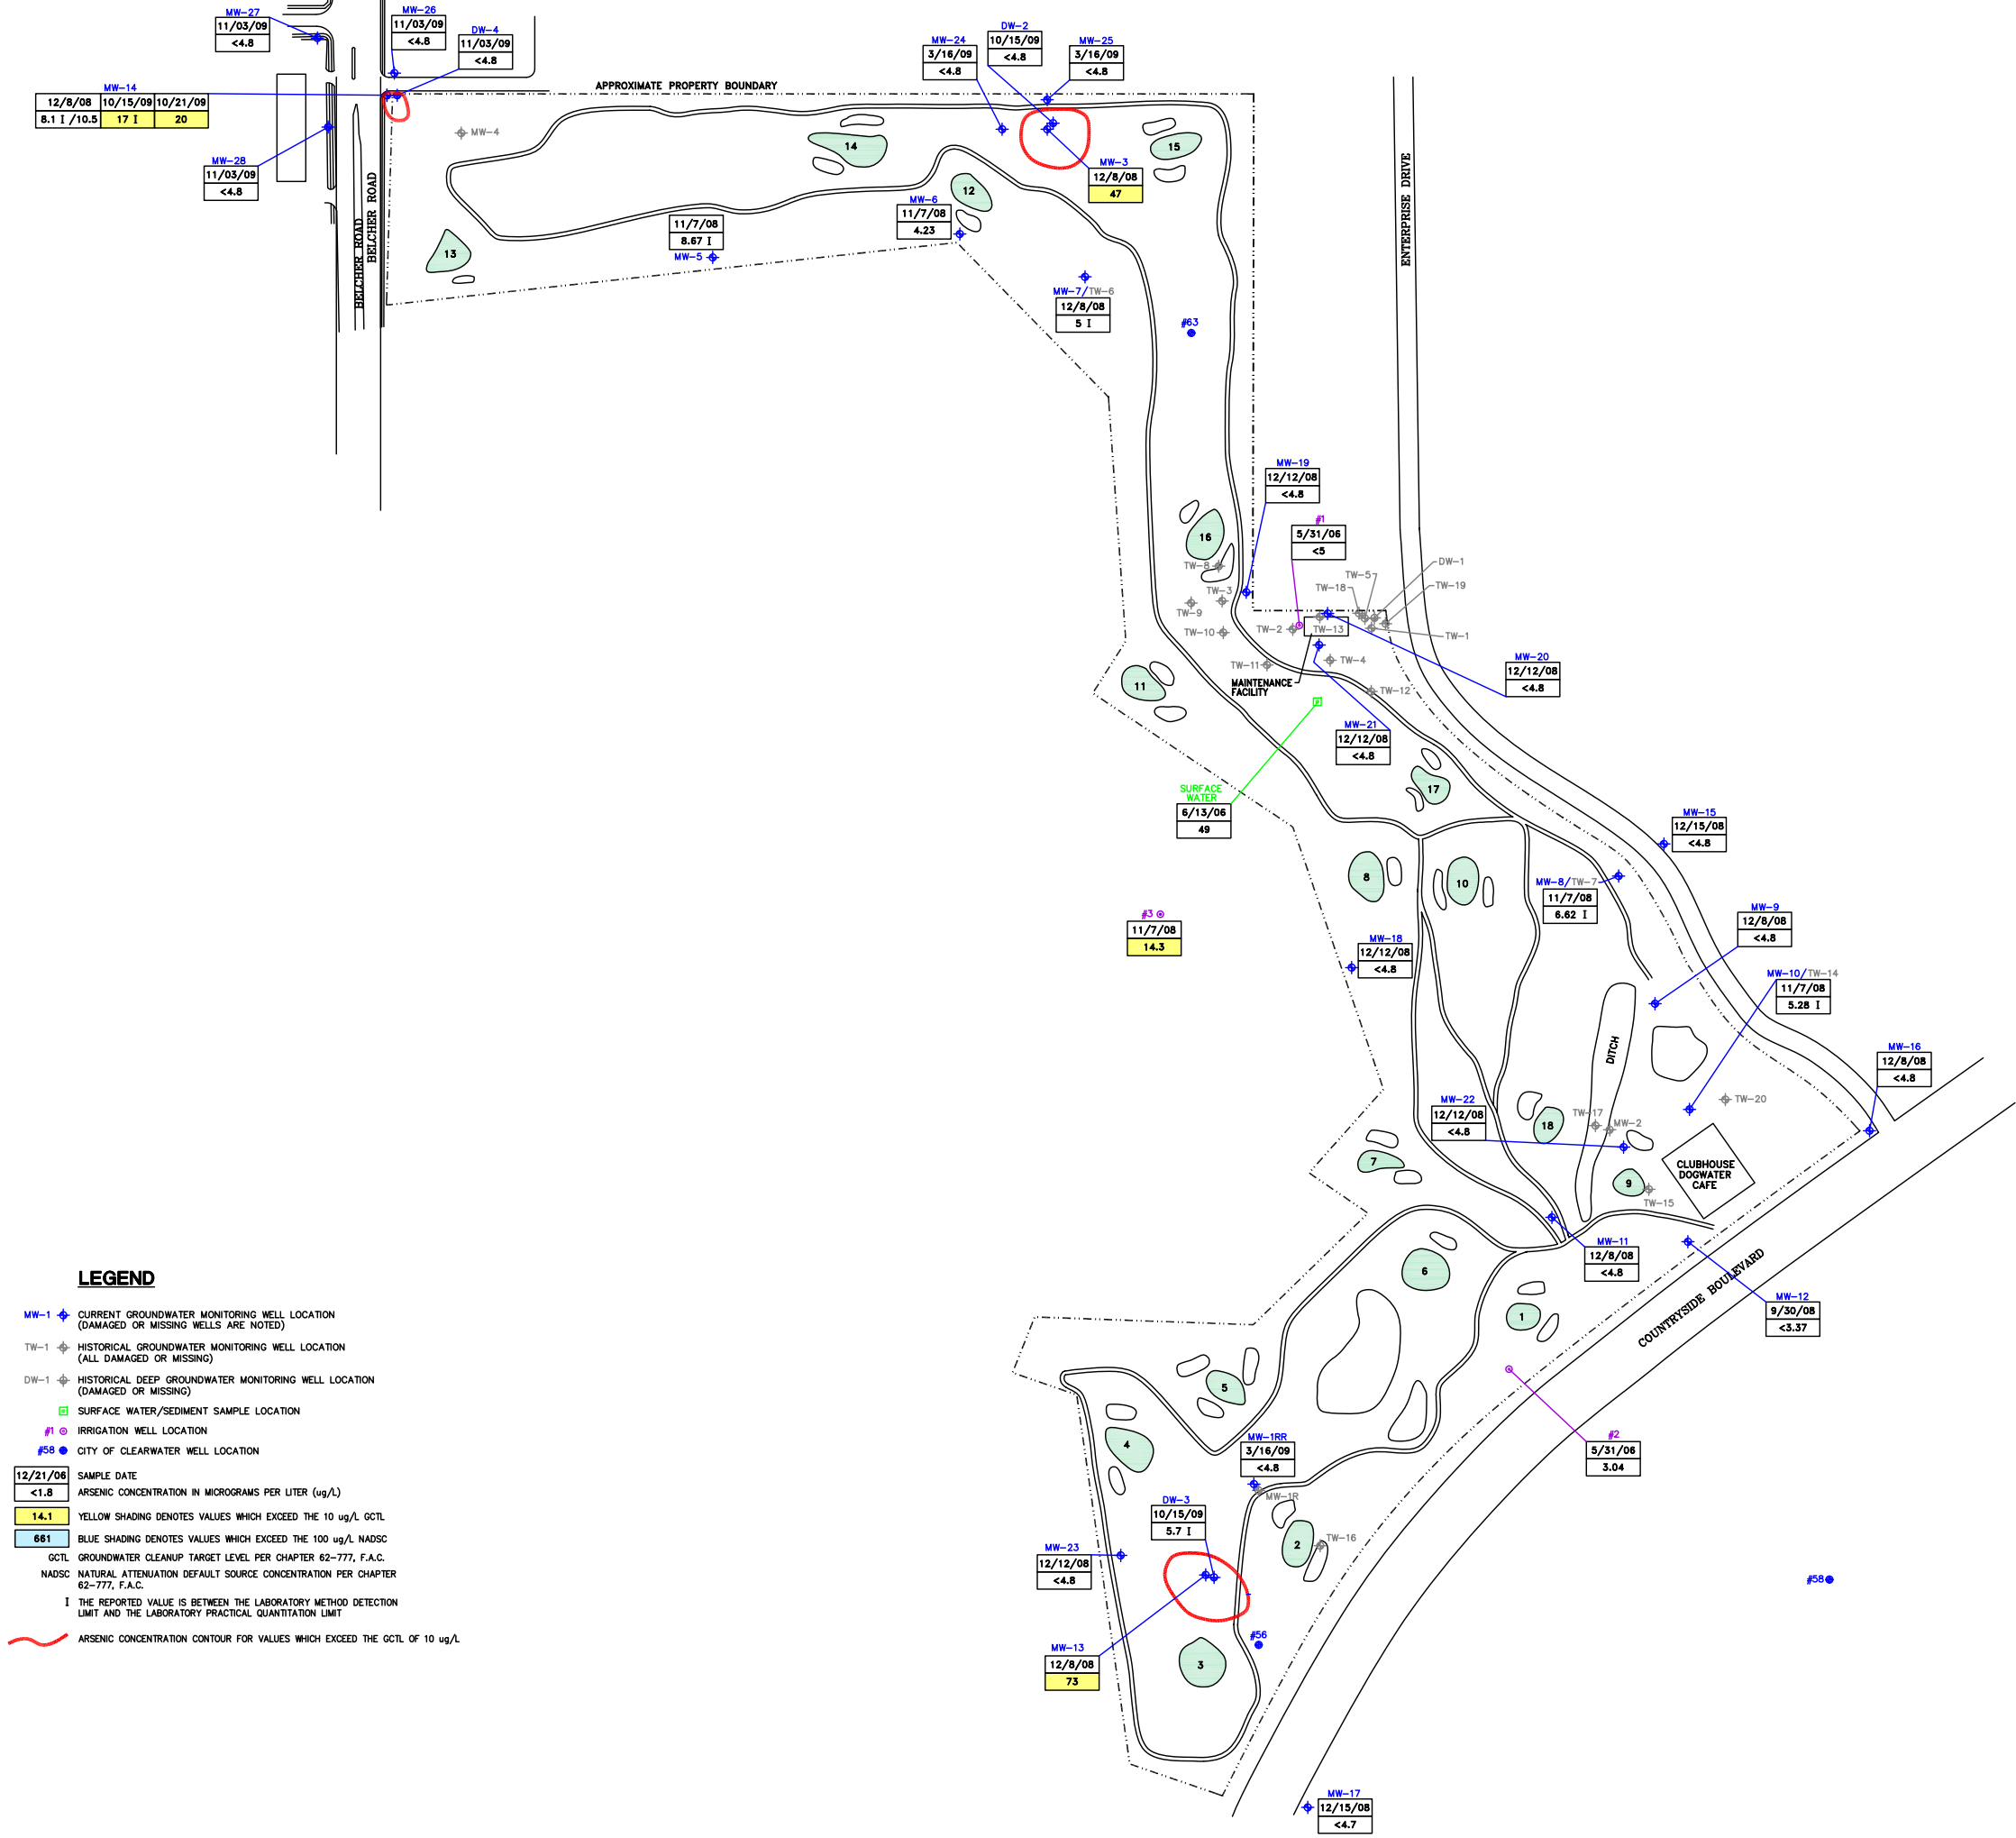 MW-27
11/03/09
<4.8
MW-26
11/03/09
<4.8
DW-4
11/03/09
<4.8
MW-14
12/8/08 10/15/09 10/21/09
8.1 I /10.5 17 I 20
MW-28
11/03/09
<4.8
BELCHER ROAD
BELCHER ROAD
MW-4
APPROXIMATE PROPERTY BOUNDARY
MW-24
3/16/09
<4.8
DW-2
10/15/09
<4.8
MW-25
3/16/09
<4.8
14
15
MW-3
12/8/08
47
12
MW-6
11/7/08
4.23
11/7/08
8.67 I
MW-5
13
MW-7/TW-6
12/8/08
5 I
#63
ENTERPRISE DRIVE
MW-19
12/12/08
<4.8
#1
5/31/06
<5
16
TW-8
TW-3
TW-9
TW-10
TW-2
TW-11
TW-13
TW-4
TW-12
TW-5
TW-18
DW-1
TW-19
TW-1
MAINTENANCE
FACILITY
MW-20
12/12/08
<4.8
11
MW-21
12/12/08
<4.8
SURFACE
WATER
6/13/06
49
17
MW-15
12/15/08
<4.8
8
10
MW-8/TW-7
11/7/08
6.62 I
#3
11/7/08
14.3
MW-18
12/12/08
<4.8
MW-9
12/8/08
<4.8
MW-10/TW-14
11/7/08
5.28 I
DITCH
MW-16
12/8/08
<4.8
MW-22
12/12/08
<4.8
18
TW-17
MW-2
TW-20
7
9
TW-15
CLUBHOUSE
DOGWATER
CAFE
MW-11
12/8/08
<4.8
6
1
MW-12
9/30/08
<3.37
COUNTRYSIDE BOULEVARD
5
4
#2
5/31/06
3.04
MW-1RR
3/16/09
<4.8
MW-1R
DW-3
10/15/09
5.7 I
2
TW-16
MW-23
12/12/08
<4.8
#58
#56
MW-13
12/8/08
73
3
MW-17
12/15/08
<4.7
LEGEND
MW-1 CURRENT GROUNDWATER MONITORING WELL LOCATION
(DAMAGED OR MISSING WELLS ARE NOTED)
TW-1 HISTORICAL GROUNDWATER MONITORING WELL LOCATION
(ALL DAMAGED OR MISSING)
DW-1 HISTORICAL DEEP GROUNDWATER MONITORING WELL LOCATION
(DAMAGED OR MISSING)
SURFACE WATER/SEDIMENT SAMPLE LOCATION
#1 IRRIGATION WELL LOCATION
#58 CITY OF CLEARWATER WELL LOCATION
12/21/06 SAMPLE DATE
<1.8 ARSENIC CONCENTRATION IN MICROGRAMS PER LITER (ug/L)
14.1 YELLOW SHADING DENOTES VALUES WHICH EXCEED THE 10 ug/L GCTL
661 BLUE SHADING DENOTES VALUES WHICH EXCEED THE 100 ug/L NADSC
GCTL GROUNDWATER CLEANUP TARGET LEVEL PER CHAPTER 62-777, F.A.C.
NADSC NATURAL ATTENUATION DEFAULT SOURCE CONCENTRATION PER CHAPTER
62-777, F.A.C.
I THE REPORTED VALUE IS BETWEEN THE LABORATORY METHOD DETECTION
LIMIT AND THE LABORATORY PRACTICAL QUANTITATION LIMIT
ARSENIC CONCENTRATION CONTOUR FOR VALUES WHICH EXCEED THE GCTL OF 10 ug/L